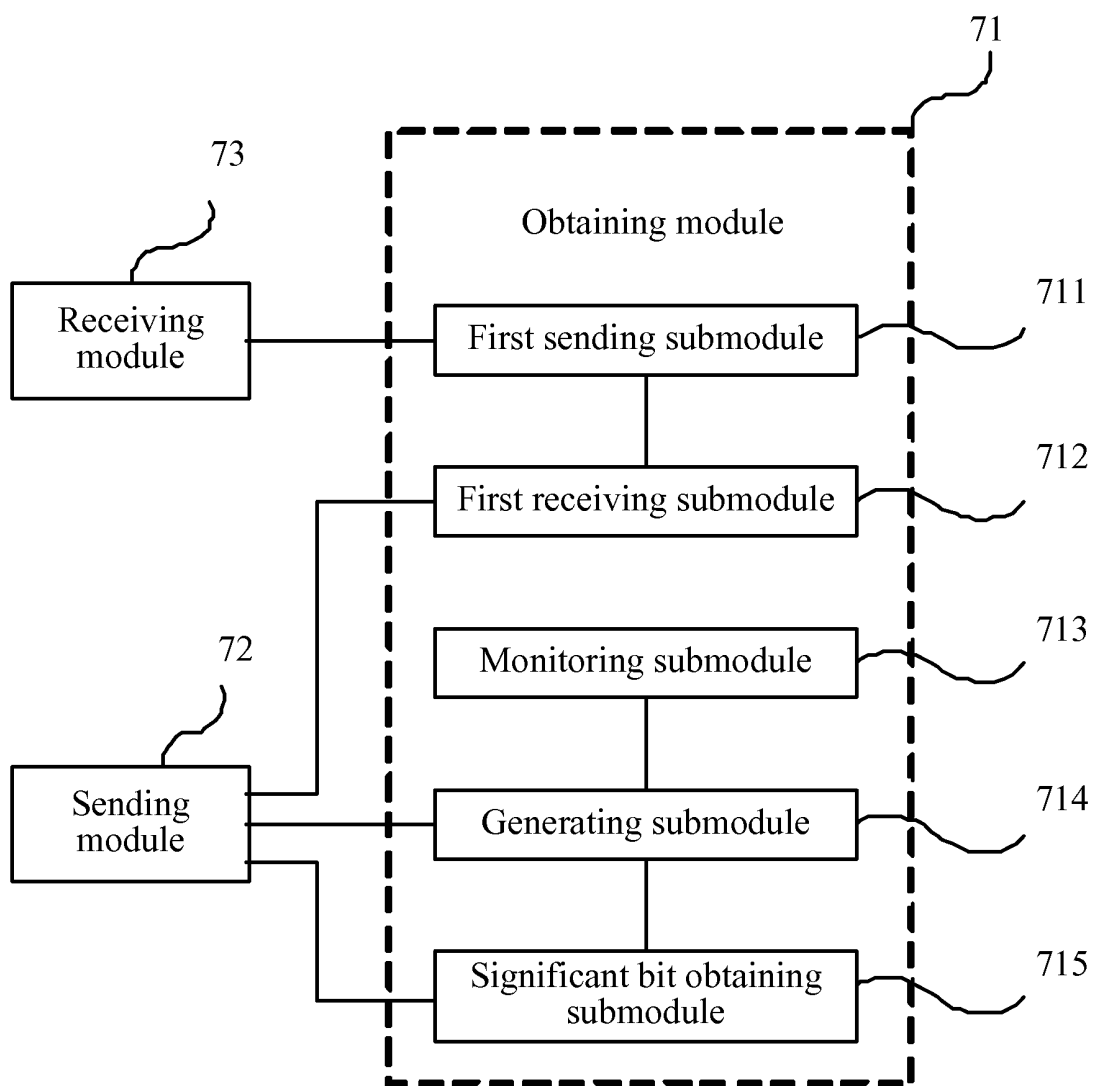 71
73
Obtaining module
Receiving
module
711
First sending submodule
712
First receiving submodule
713
Monitoring submodule
72
Sending
module
714
Generating submodule
715
Significant bit obtaining
submodule